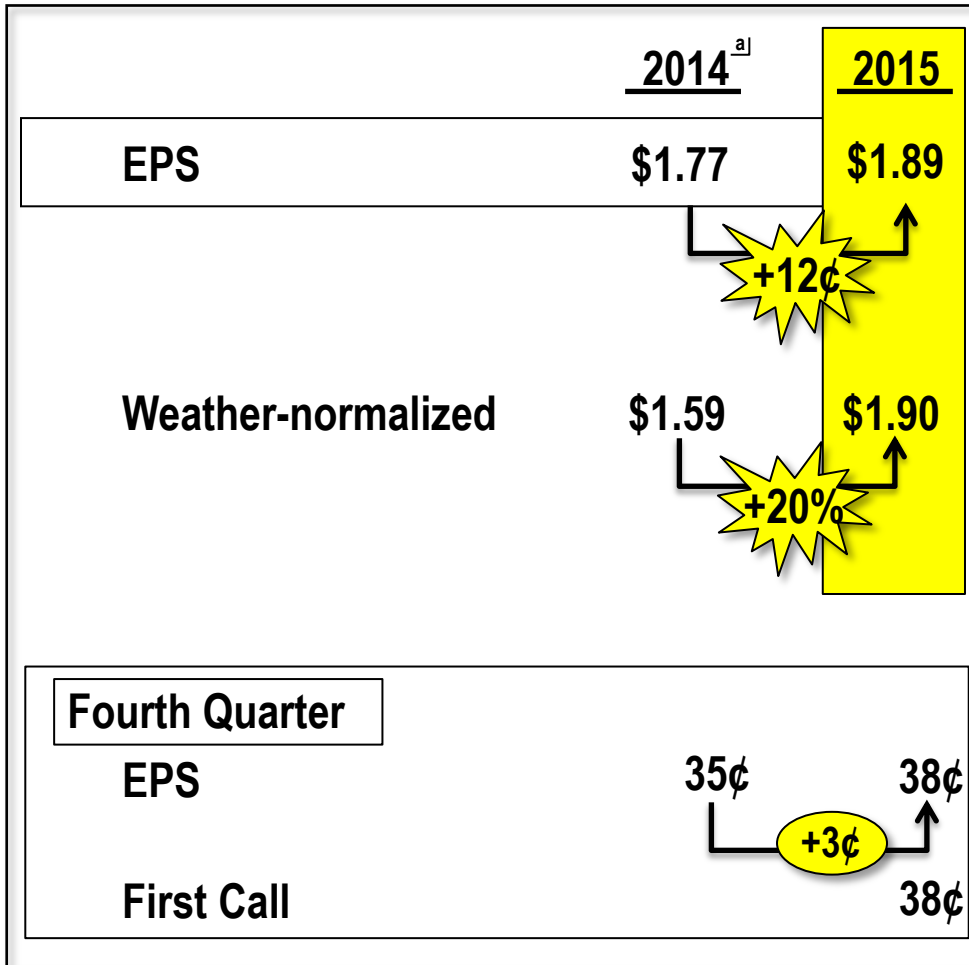 2014 a] 2015
EPS $1.77 $1.89
+12¢
Weather-normalized $1.59 $1.90
+20%
Fourth Quarter
EPS 35¢ 38¢
+3¢
First Call 38¢